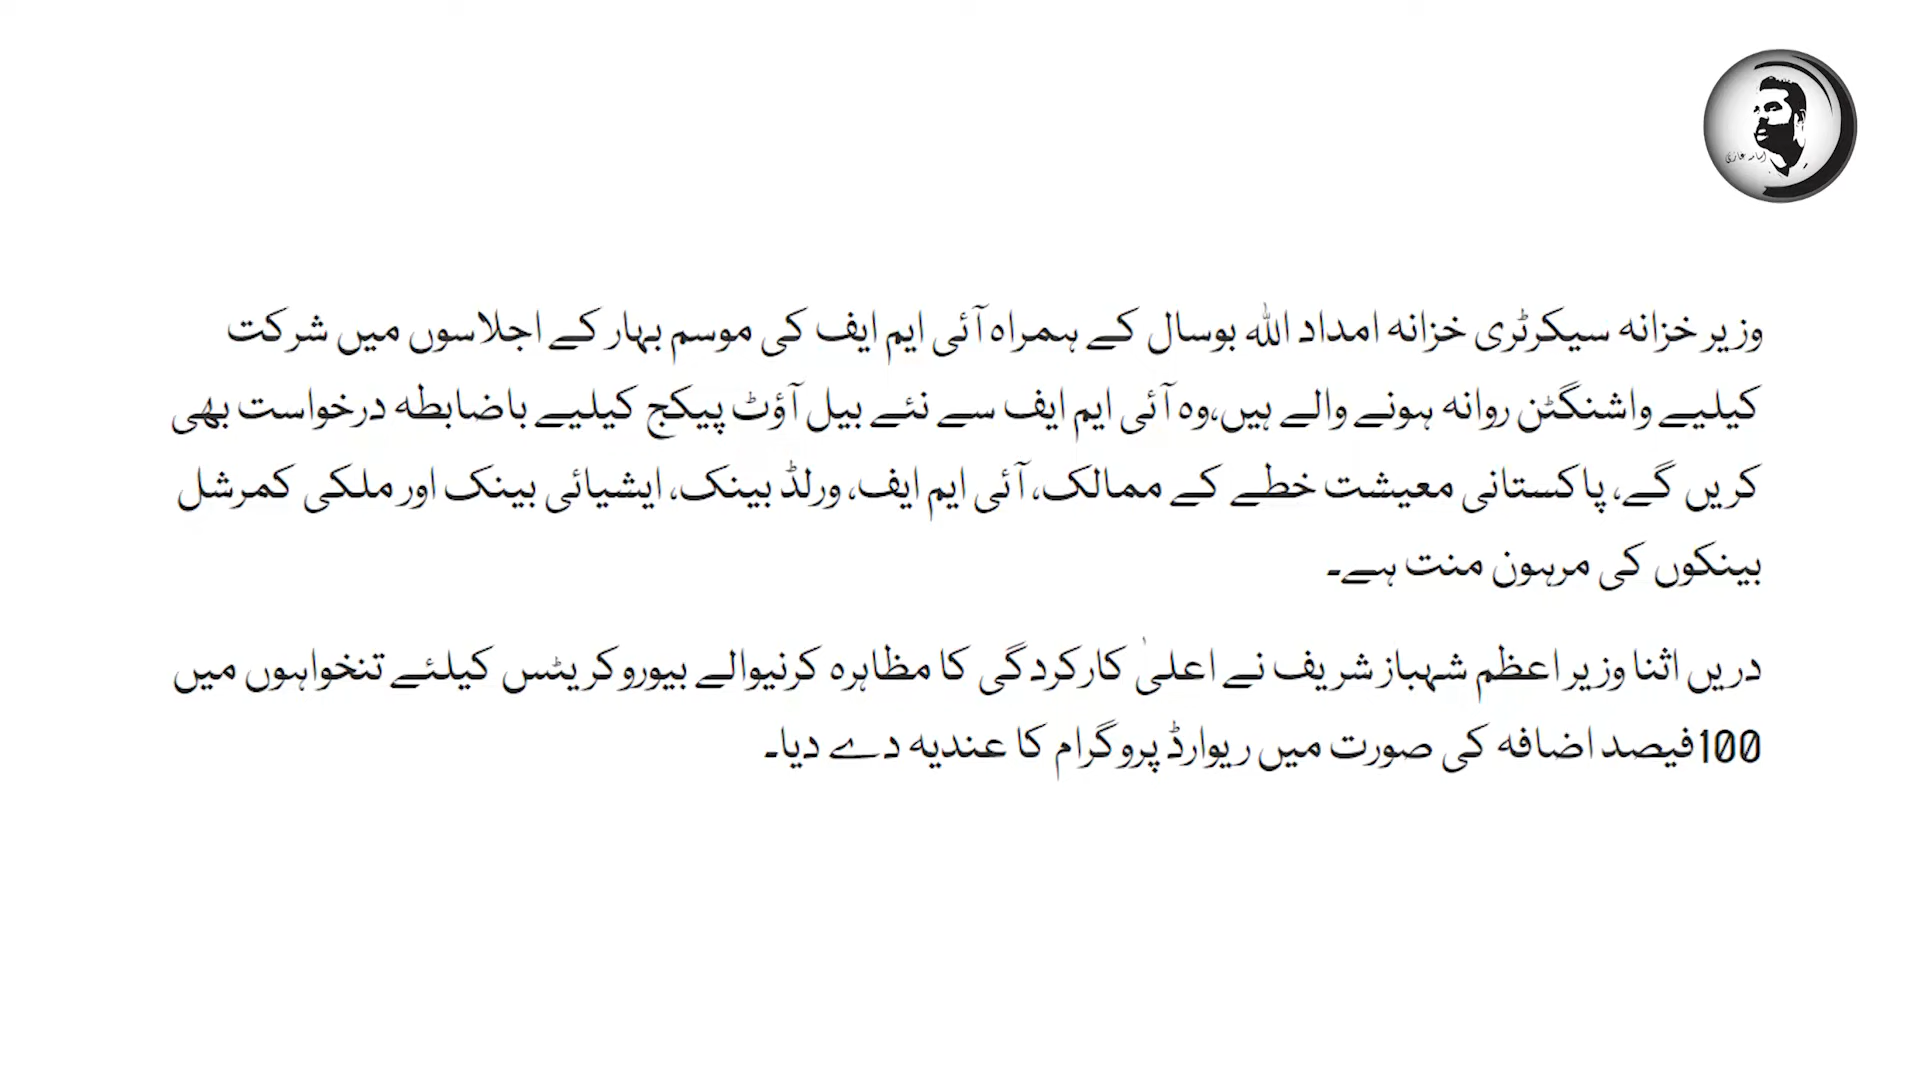 اسامہ غازی
وزیر خزانہ سیکرٹری خزانہ امداد اللہ بوسال کے ہمراہ آئی ایم ایف کی موسم بہار کے اجلاسوں میں شرکت
کیلیے واشنگٹن روانہ ہونے والے ہیں،وہ آئی ایم ایف سے نئے بیل آؤٹ پیکج کیلیے باضابطہ درخواست بھی
کریں گے، پاکستانی معیشت خطے کے ممالک، آئی ایم ایف، ورلڈ بینک، ایشیائی بینک اور ملکی کمرشل
بینکوں کی مرہون منت ہے۔
دریں اثنا وزیر اعظم شہباز شریف نے اعلیٰ کارکردگی کا مظاہرہ کرنیوالے بیوروکریٹس کیلئے تنخواہوں میں
100فیصد اضافہ کی صورت میں ریوارڈ پروگرام کا عندیہ دے دیا۔